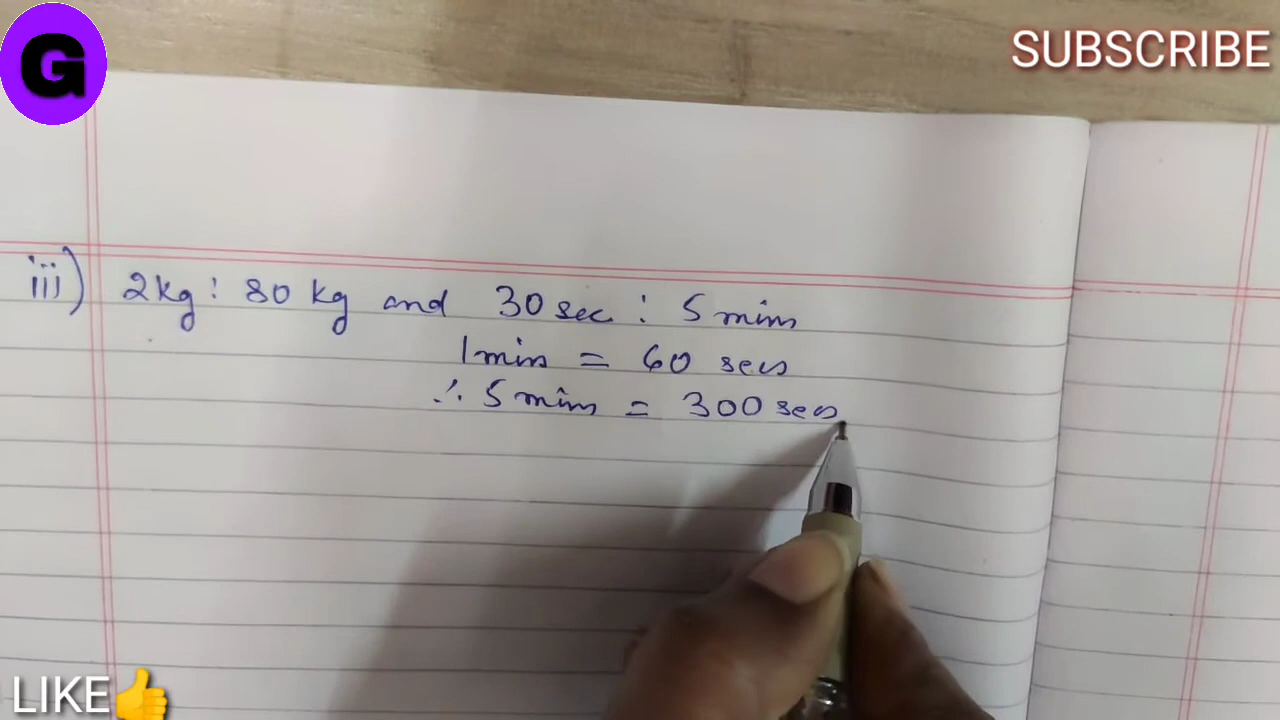 G
SUBSCRIBE
iii) 2kg : 80 kg and 30 sec : 5 mins
1 min = 60 secs
∴ 5 mins = 300 secs
LIKE👍